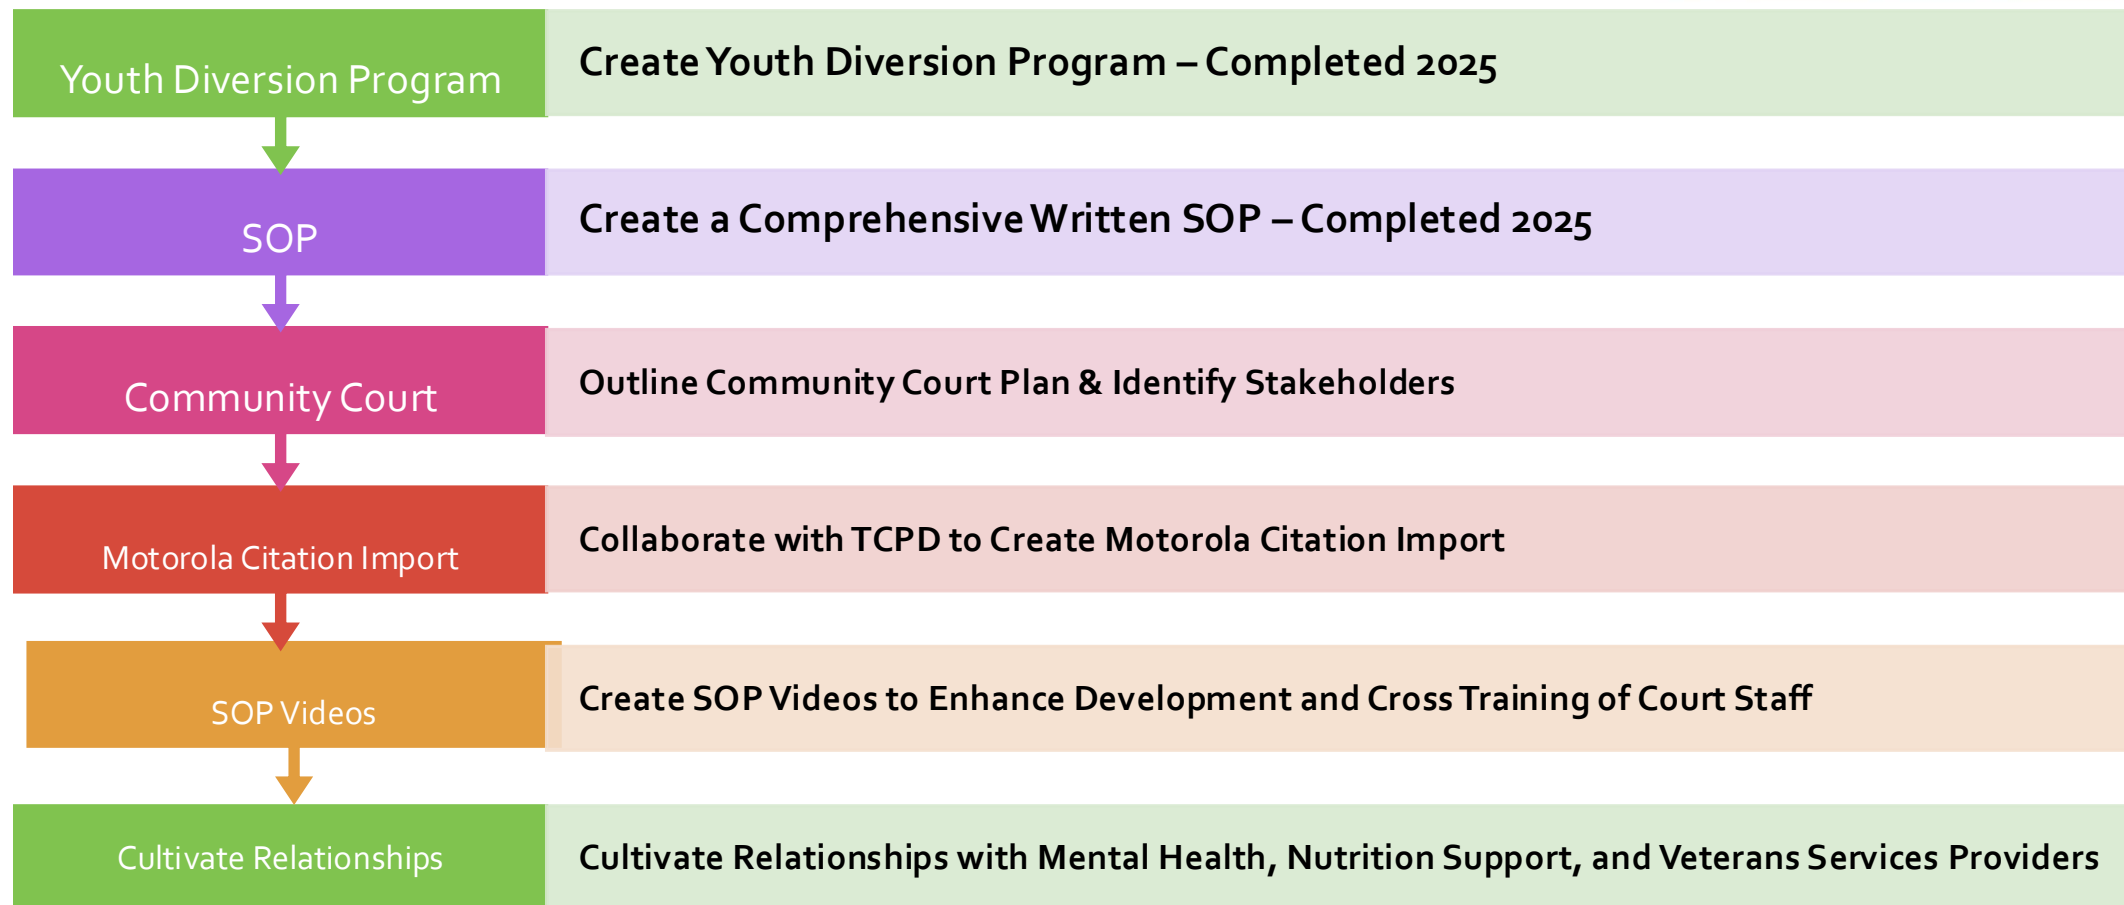 Youth Diversion Program
Create Youth Diversion Program – Completed 2025
SOP
Create a Comprehensive Written SOP – Completed 2025
Community Court
Outline Community Court Plan & Identify Stakeholders
Motorola Citation Import
Collaborate with TCPD to Create Motorola Citation Import
SOP Videos
Create SOP Videos to Enhance Development and Cross Training of Court Staff
Cultivate Relationships
Cultivate Relationships with Mental Health, Nutrition Support, and Veterans Services Providers